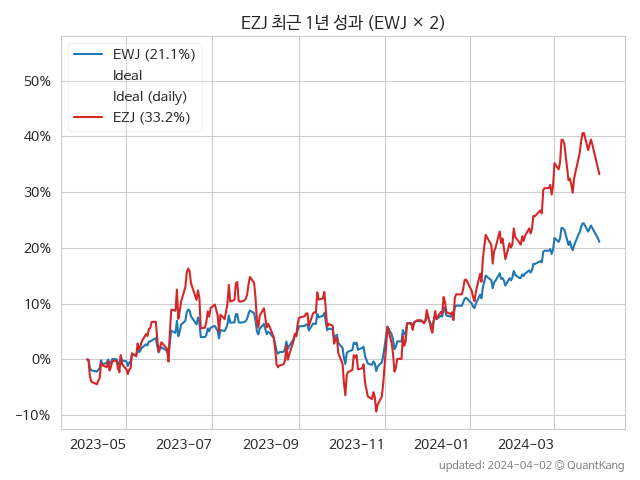 EZJ 최근 1년 성과 (EWJ × 2)
EWJ (21.1%)
Ideal
Ideal (daily)
EZJ (33.2%)
50%
40%
30%
20%
10%
0%
−10%
2023-05 2023-07 2023-09 2023-11 2024-01 2024-03
updated: 2024-04-02 © QuantKang